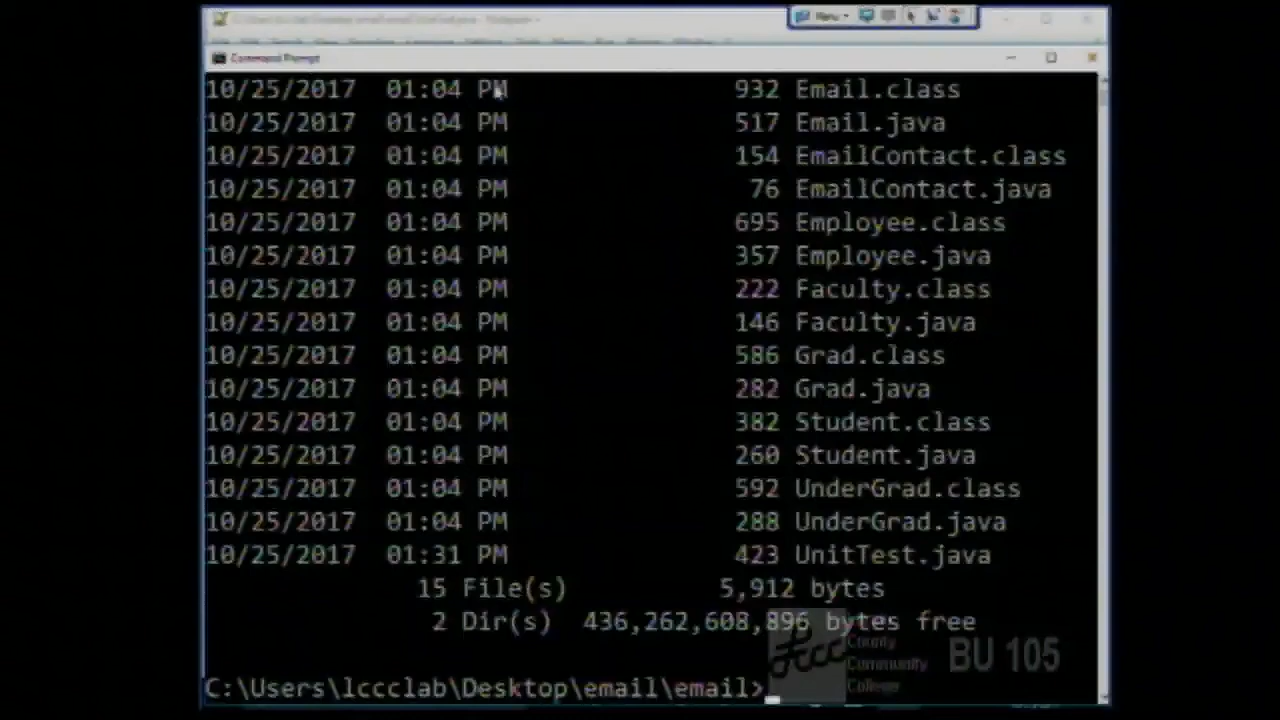 Menu
Command Prompt
10/25/2017 01:04 PM 932 Email.class
10/25/2017 01:04 PM 517 Email.java
10/25/2017 01:04 PM 154 EmailContact.class
10/25/2017 01:04 PM 76 EmailContact.java
10/25/2017 01:04 PM 695 Employee.class
10/25/2017 01:04 PM 357 Employee.java
10/25/2017 01:04 PM 222 Faculty.class
10/25/2017 01:04 PM 146 Faculty.java
10/25/2017 01:04 PM 586 Grad.class
10/25/2017 01:04 PM 282 Grad.java
10/25/2017 01:04 PM 382 Student.class
10/25/2017 01:04 PM 260 Student.java
10/25/2017 01:04 PM 592 UnderGrad.class
10/25/2017 01:04 PM 288 UnderGrad.java
10/25/2017 01:31 PM 423 UnitTest.java
15 File(s) 5,912 bytes
2 Dir(s) 436,262,608,896 bytes free
C:\Users\lccclab\Desktop\email\email>
lccc
County
Community
College
BU 105